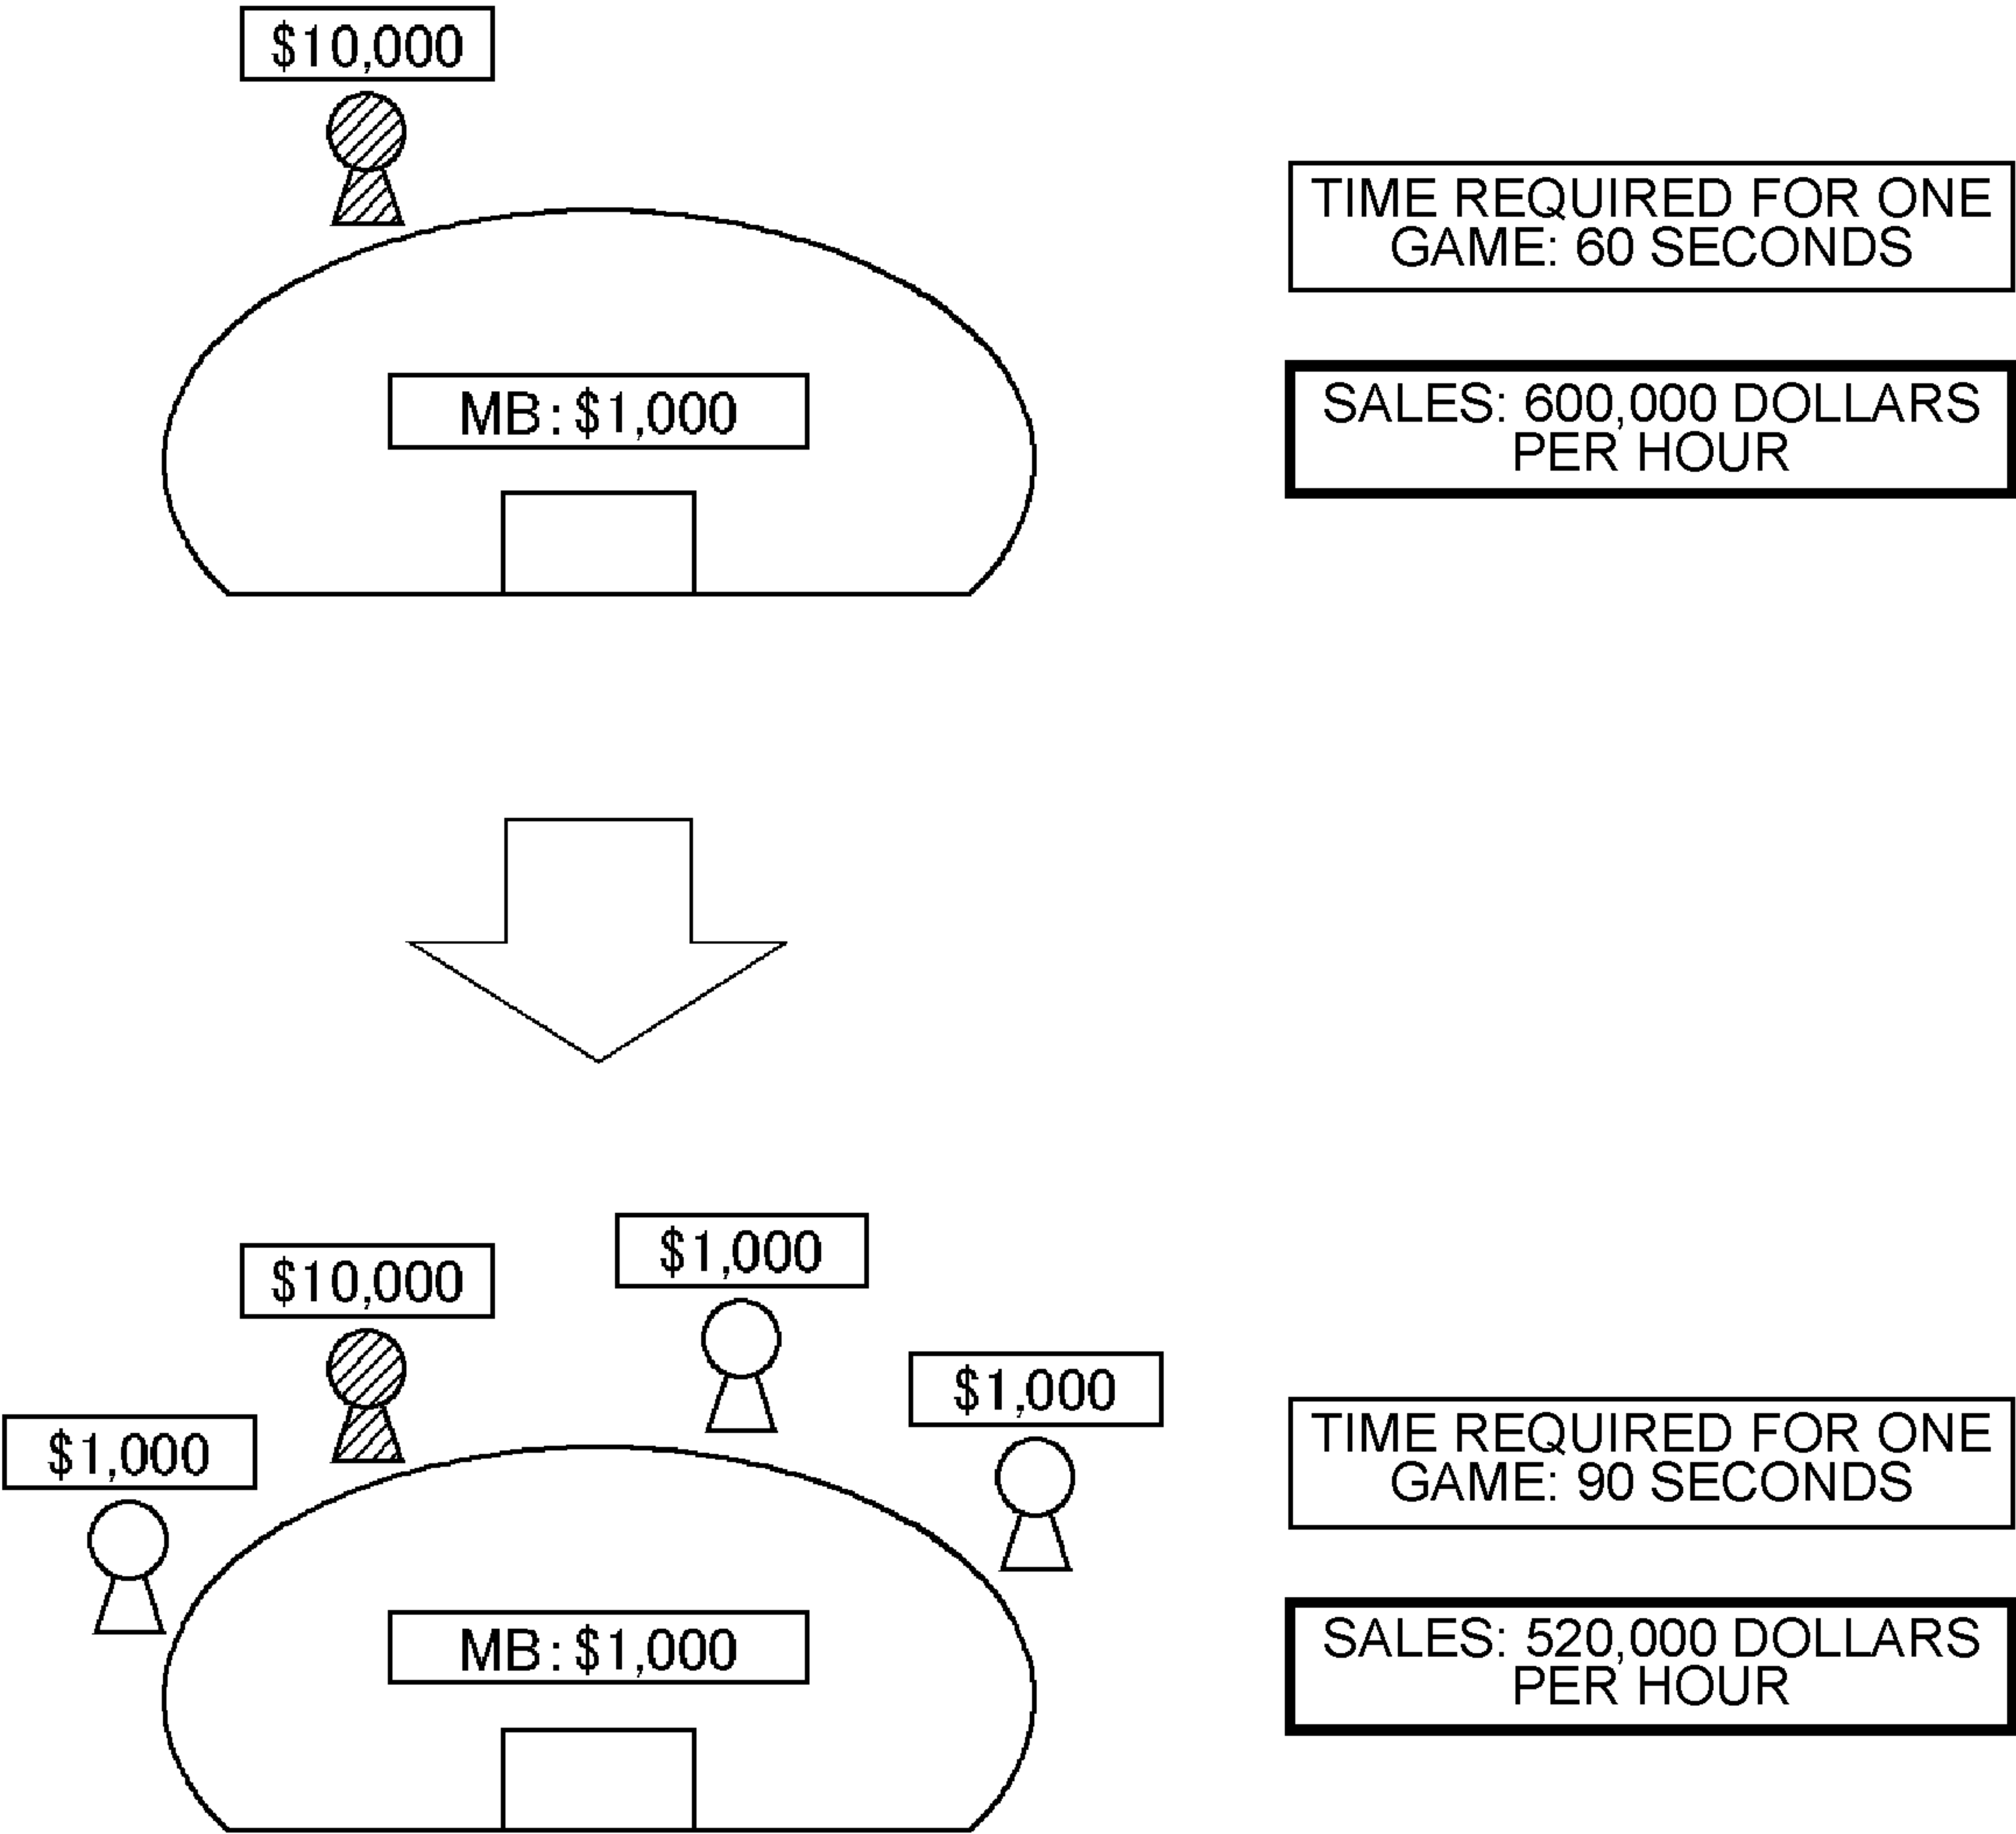 $10,000
TIME REQUIRED FOR ONE
GAME: 60 SECONDS
MB: $1,000
SALES: 600,000 DOLLARS
PER HOUR
$1,000
$10,000
$1,000
$1,000
TIME REQUIRED FOR ONE
GAME: 90 SECONDS
MB: $1,000
SALES: 520,000 DOLLARS
PER HOUR